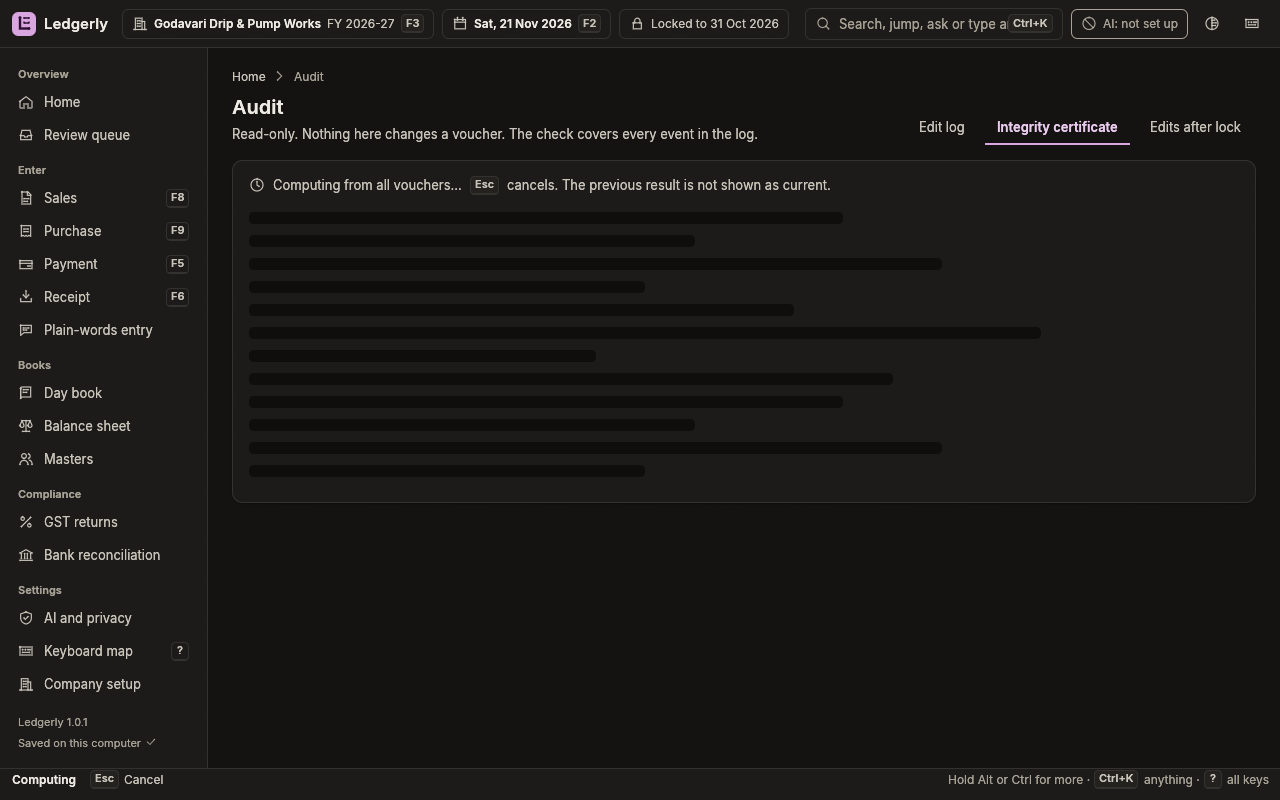 Ledgerly
Godavari Drip & Pump Works FY 2026-27 F3
Sat, 21 Nov 2026 F2
Locked to 31 Oct 2026
Search, jump, ask or type a Ctrl+K
AI: not set up
Overview
Home
Review queue
Enter
Sales F8
Purchase F9
Payment F5
Receipt F6
Plain-words entry
Books
Day book
Balance sheet
Masters
Compliance
GST returns
Bank reconciliation
Settings
AI and privacy
Keyboard map ?
Company setup
Ledgerly 1.0.1
Saved on this computer
Home Audit
Audit
Read-only. Nothing here changes a voucher. The check covers every event in the log.
Edit log
Integrity certificate
Edits after lock
Computing from all vouchers... Esc cancels. The previous result is not shown as current.
Computing Esc Cancel
Hold Alt or Ctrl for more · Ctrl+K anything · ? all keys